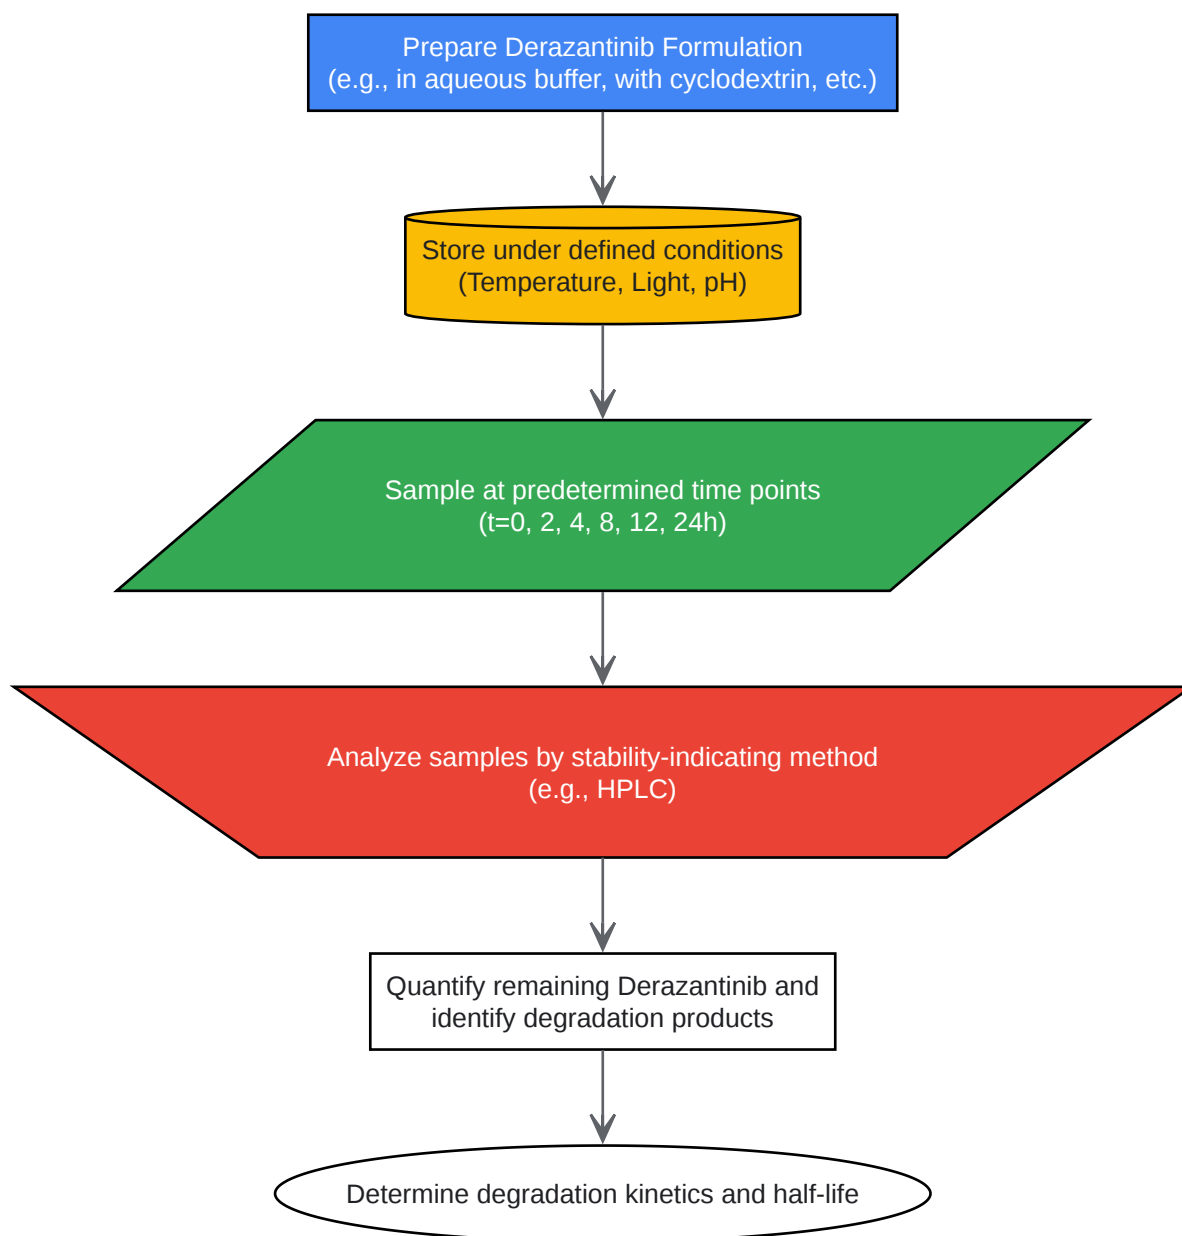 Prepare Derazantinib Formulation
(e.g., in aqueous buffer, with cyclodextrin, etc.)
Store under defined conditions
(Temperature, Light, pH)
Sample at predetermined time points
(t=0, 2, 4, 8, 12, 24h)
Analyze samples by stability-indicating method
(e.g., HPLC)
Quantify remaining Derazantinib and
identify degradation products
Determine degradation kinetics and half-life